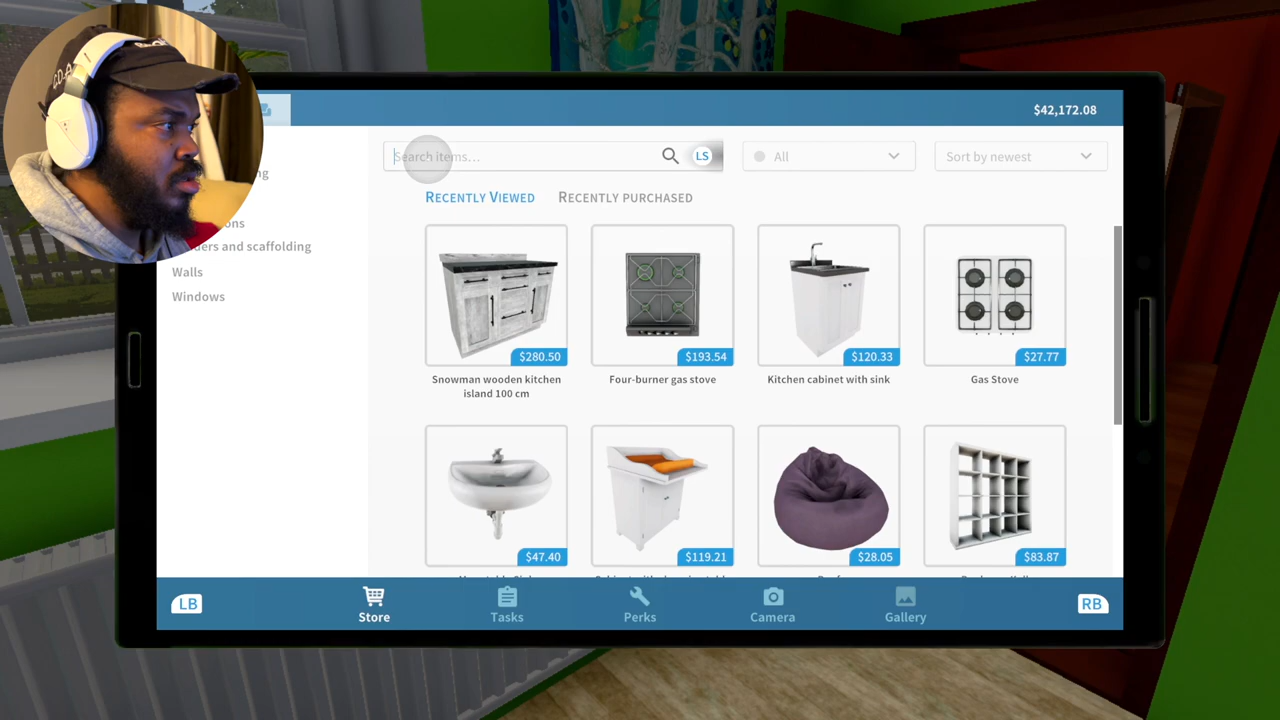 $42,172.08
Search items...
LS
All
Sort by newest
RECENTLY VIEWED
RECENTLY PURCHASED
Ladders and scaffolding
Walls
Windows
$280.50
$193.54
$120.33
$27.77
Snowman wooden kitchen
island 100 cm
Four-burner gas stove
Kitchen cabinet with sink
Gas Stove
$47.40
$119.21
$28.05
$83.87
LB
Store
Tasks
Perks
Camera
Gallery
RB